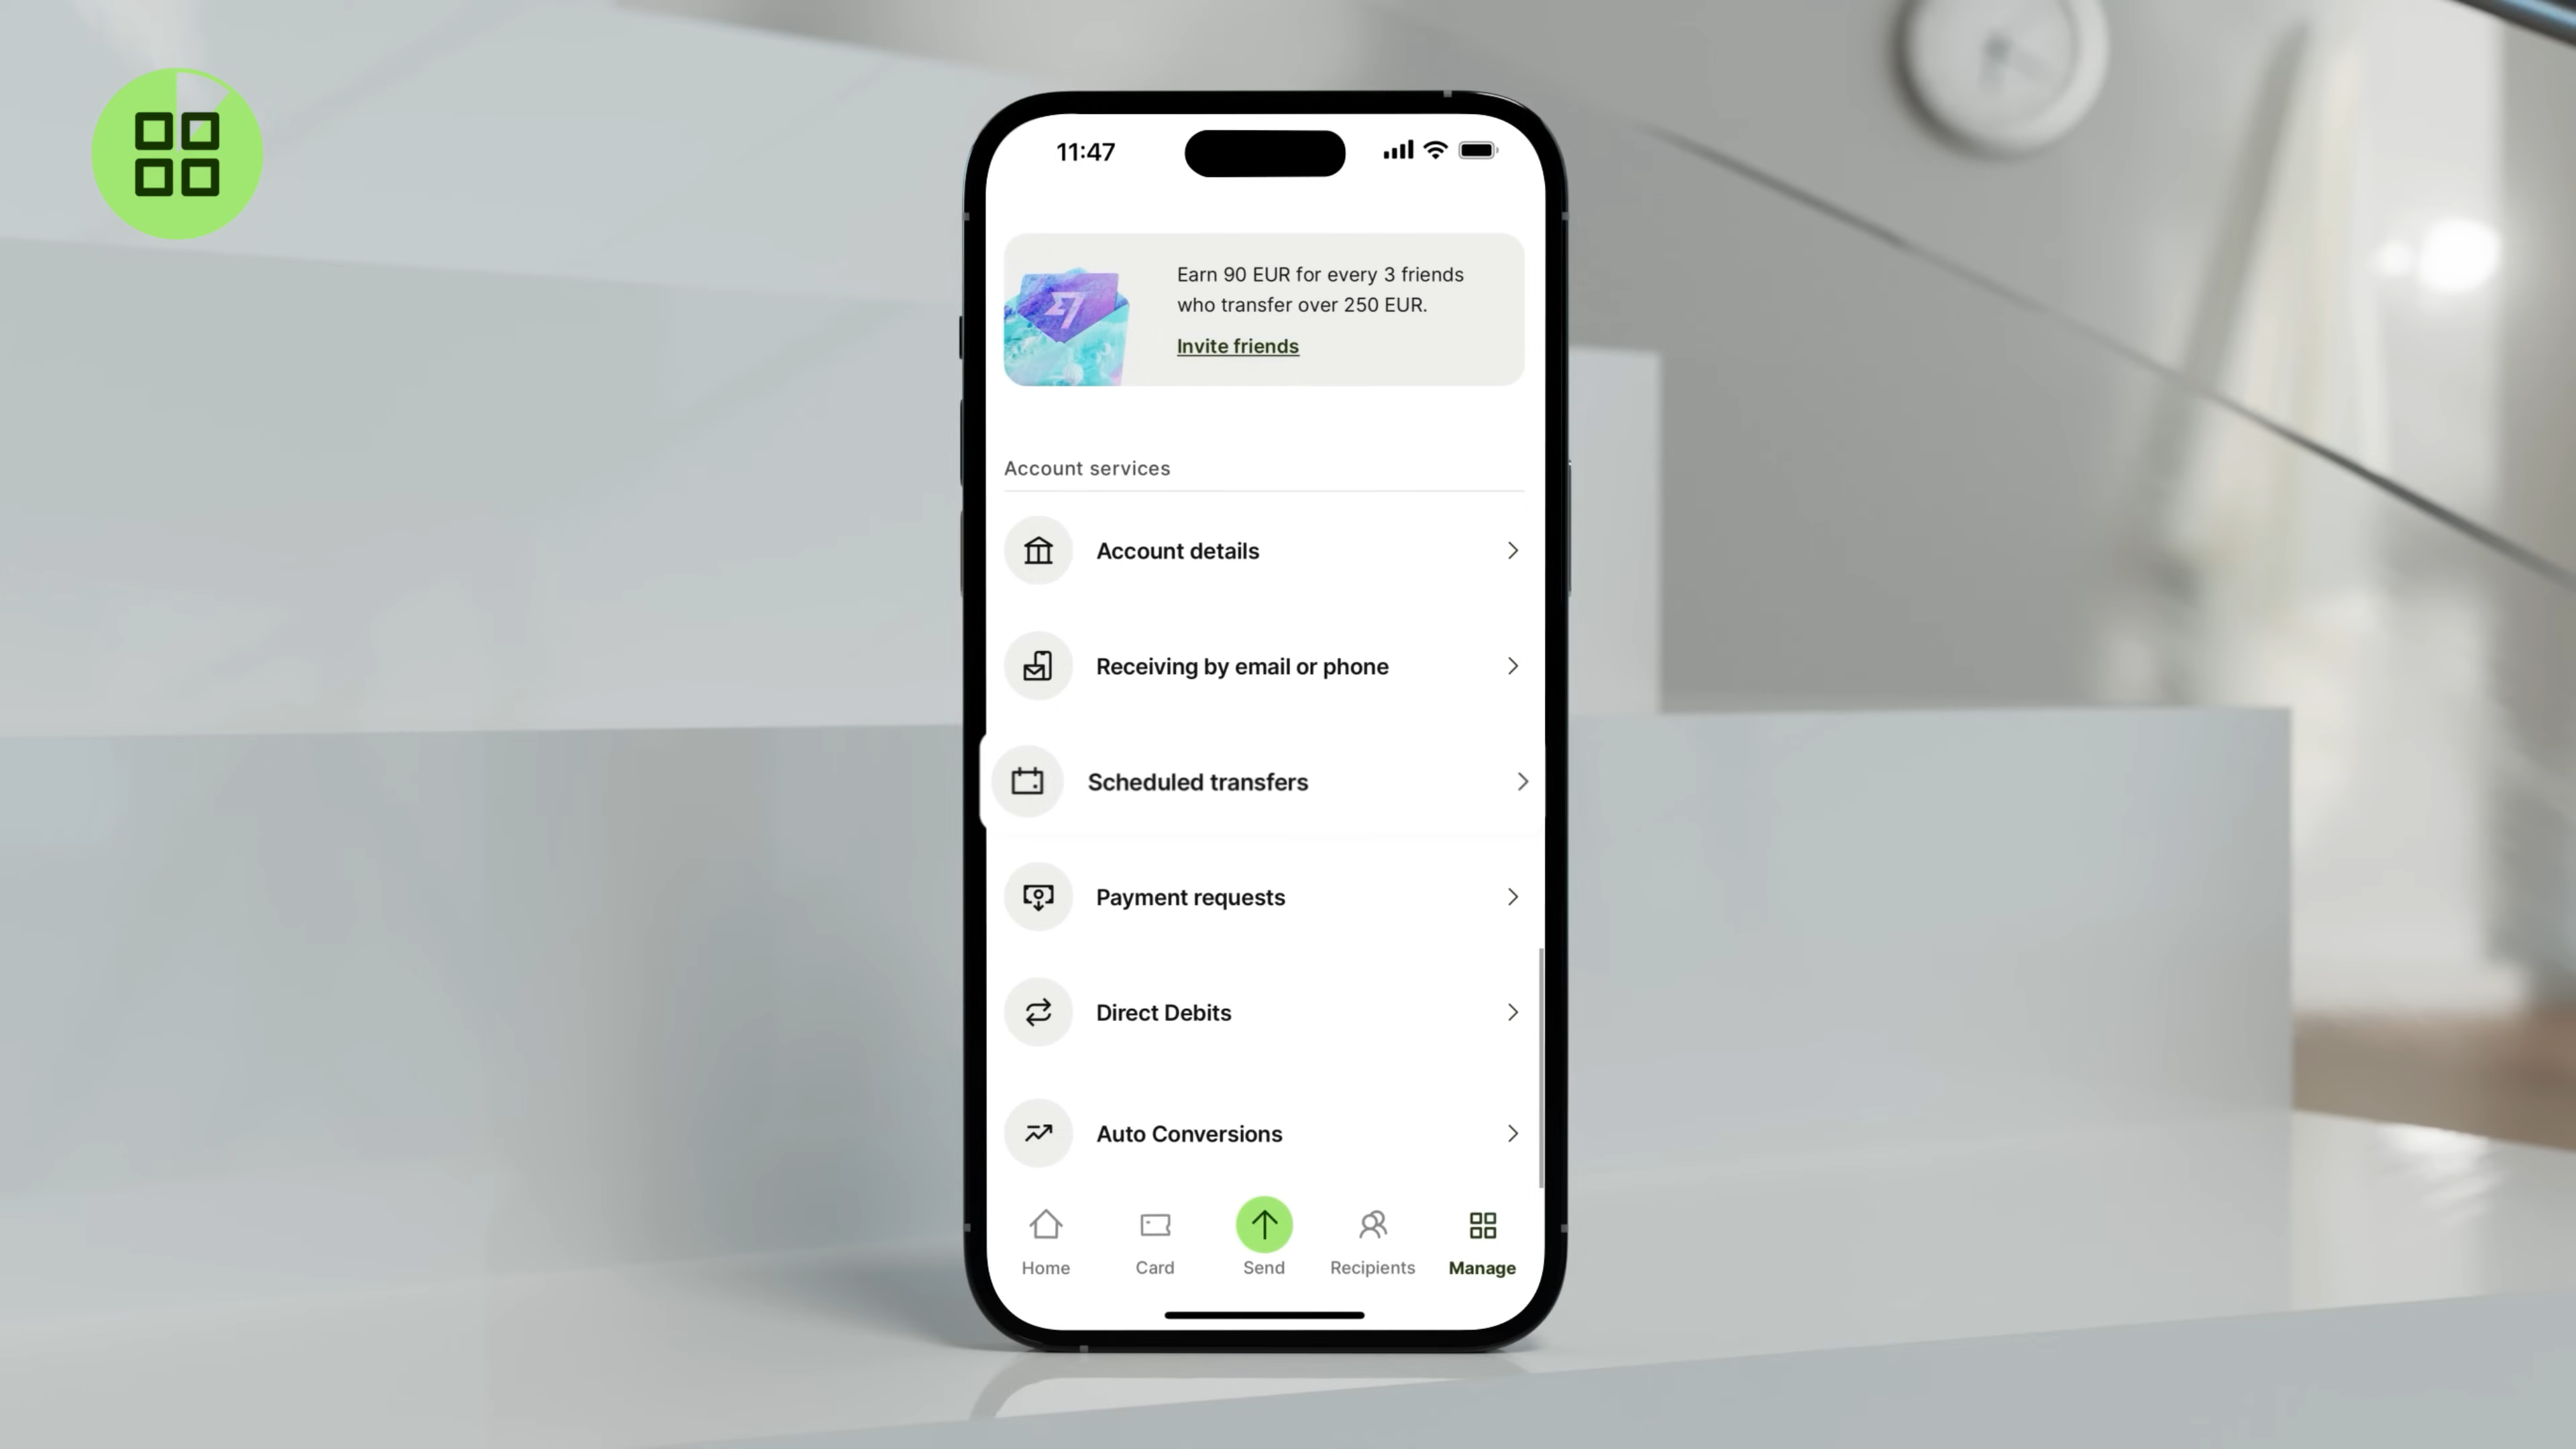 11:47
Earn 90 EUR for every 3 friends
who transfer over 250 EUR.
Invite friends
Account services
Account details
Receiving by email or phone
Scheduled transfers
Payment requests
Direct Debits
Auto Conversions
Home
Card
Send
Recipients
Manage